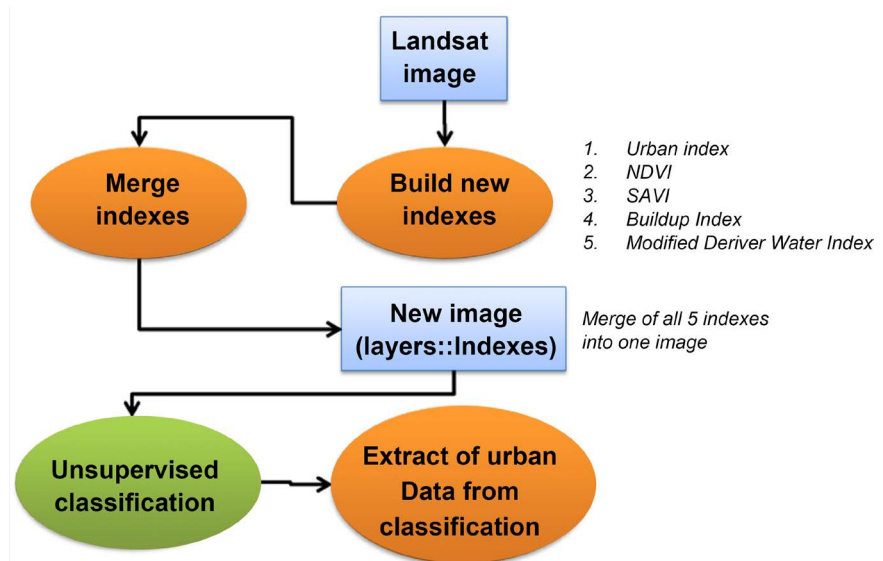 Landsat
image
Merge
indexes
Build new
indexes
1. Urban index
2. NDVI
3. SAVI
4. Buildup Index
5. Modified Deriver Water Index
New image
(layers::Indexes)
Merge of all 5 indexes
into one image
Unsupervised
classification
Extract of urban
Data from
classification